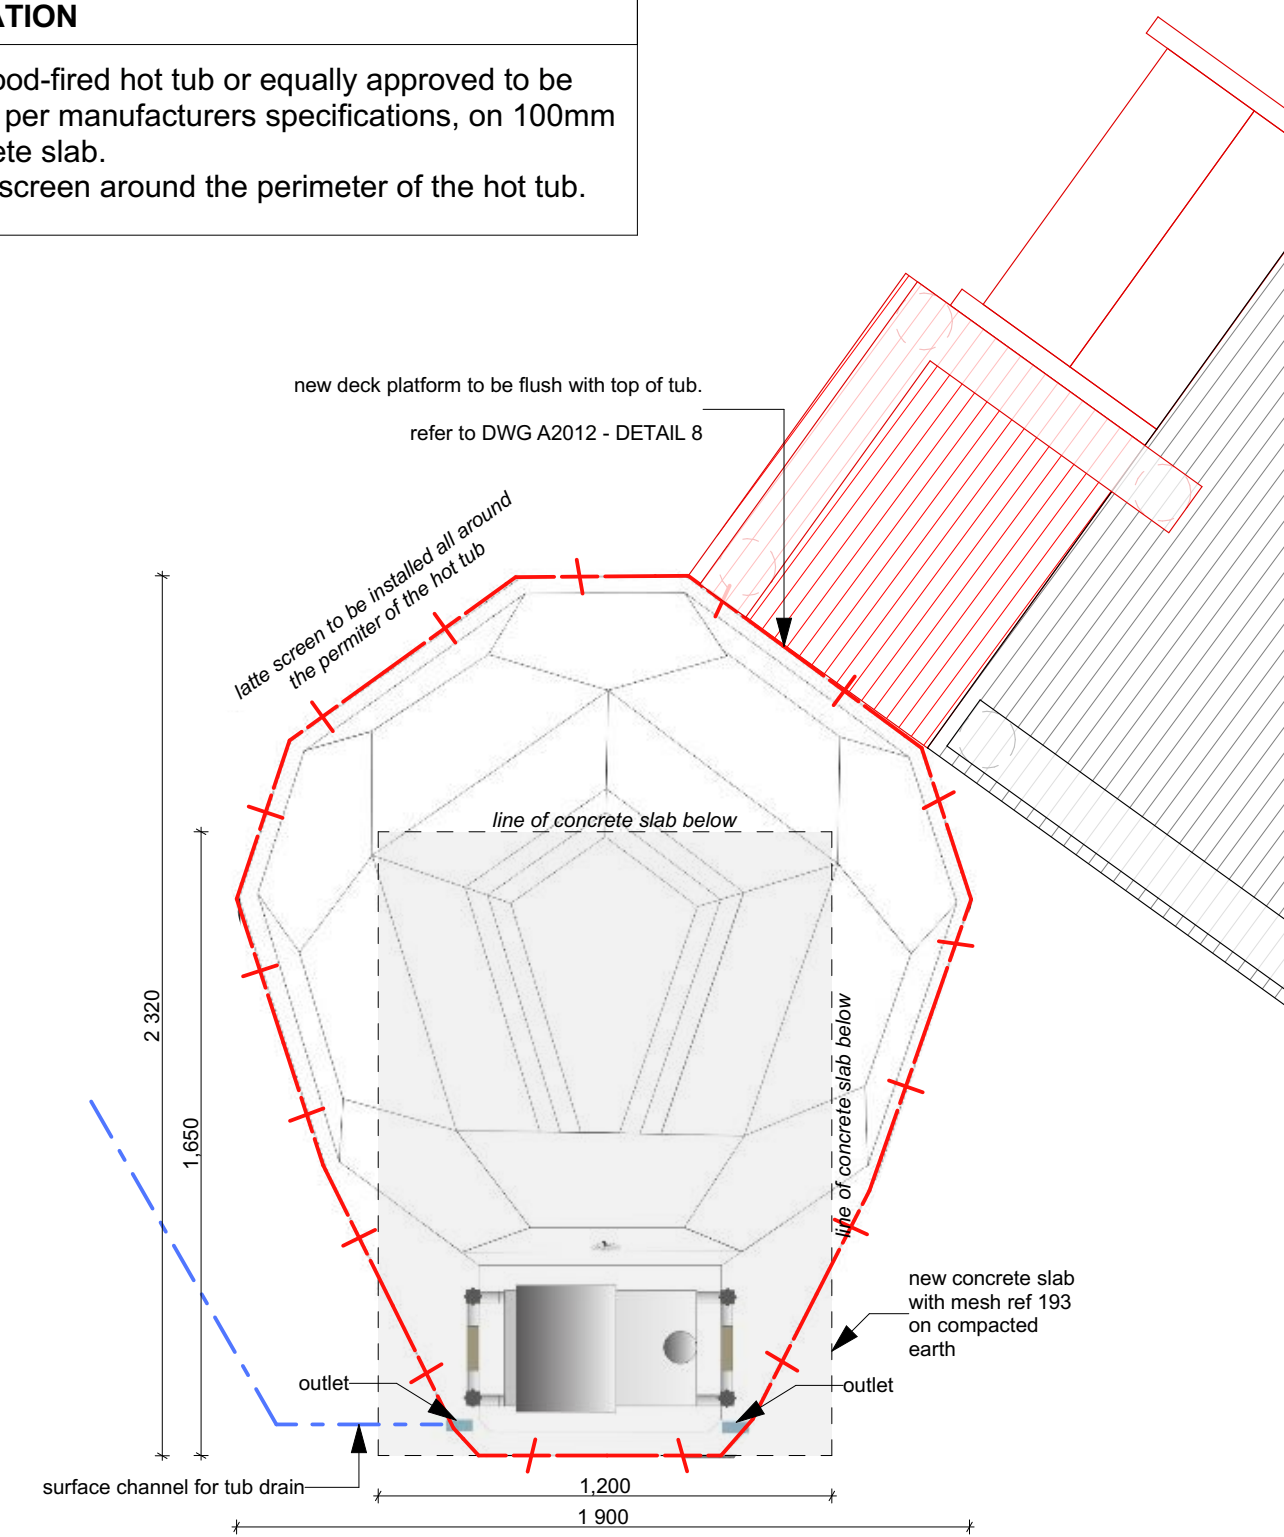 ATION
ood-fired hot tub or equally approved to be
per manufacturers specifications, on 100mm
ete slab.
screen around the perimeter of the hot tub.
new deck platform to be flush with top of tub.
refer to DWG A2012 - DETAIL 8
latte screen to be installed all around
the permiter of the hot tub
line of concrete slab below
line of concrete slab below
2 320
1,650
new concrete slab
with mesh ref 193
on compacted
earth
outlet
outlet
surface channel for tub drain
1,200
1 900